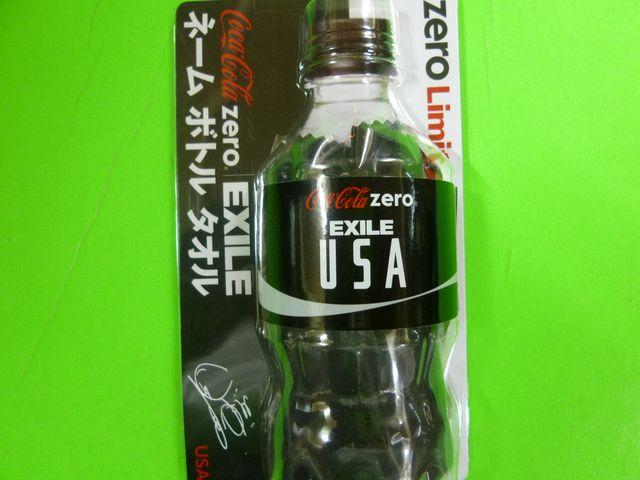 Coca-Cola zero EXILE
ネーム ボトル タオル
USA
zero Limi
Coca-Cola zero
EXILE
USA